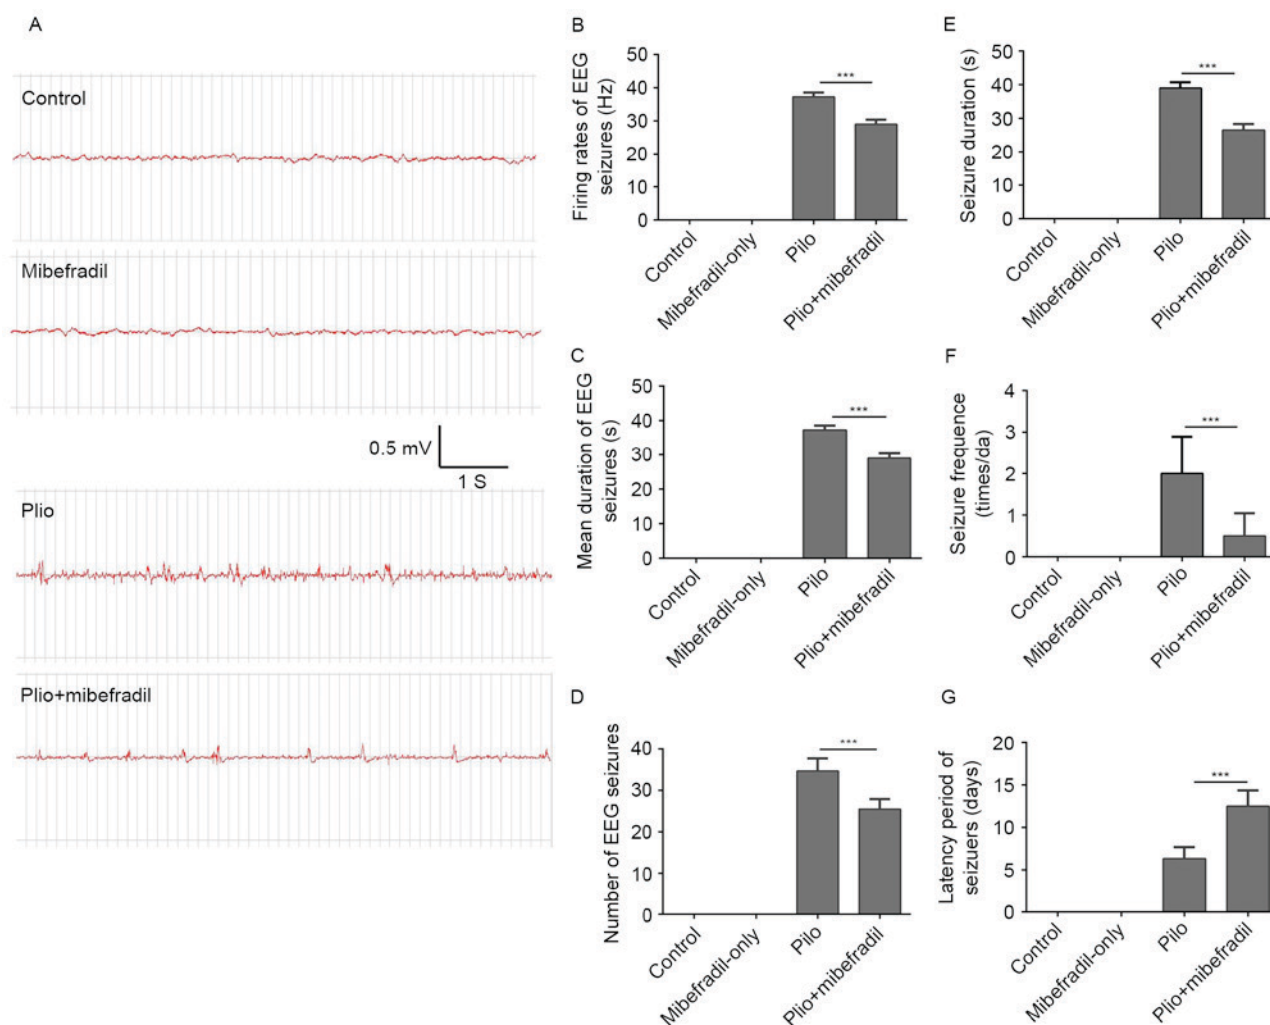 A
Control
Mibefradil
0.5 mV
1 S
Plio
Plio+mibefradil
B
Firing rates of EEG
seizures (Hz)
50
40
30
20
10
0
***
Control
Mibefradil-only
Pilo
Plio+mibefradil
C
Mean duration of EEG
seizures (s)
50
40
30
20
10
0
***
Control
Mibefradil-only
Pilo
Plio+mibefradil
D
Number of EEG seizures
40
30
20
10
0
***
Control
Mibefradil-only
Pilo
Plio+mibefradil
E
Seizure duration (s)
50
40
30
20
10
0
***
Control
Mibefradil-only
Pilo
Plio+mibefradil
F
Seizure frequence
(times/da)
4
3
2
1
0
***
Control
Mibefradil-only
Pilo
Plio+mibefradil
G
Latency period of
seizuers (days)
20
15
10
5
0
***
Control
Mibefradil-only
Pilo
Plio+mibefradil